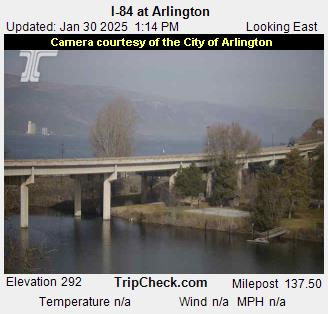 I-84 at Arlington
Updated: Jan 30 2025 1:14 PM Looking East
Camera courtesy of the City of Arlington
Elevation 292 TripCheck.com Milepost 137.50
Temperature n/a Wind n/a MPH n/a